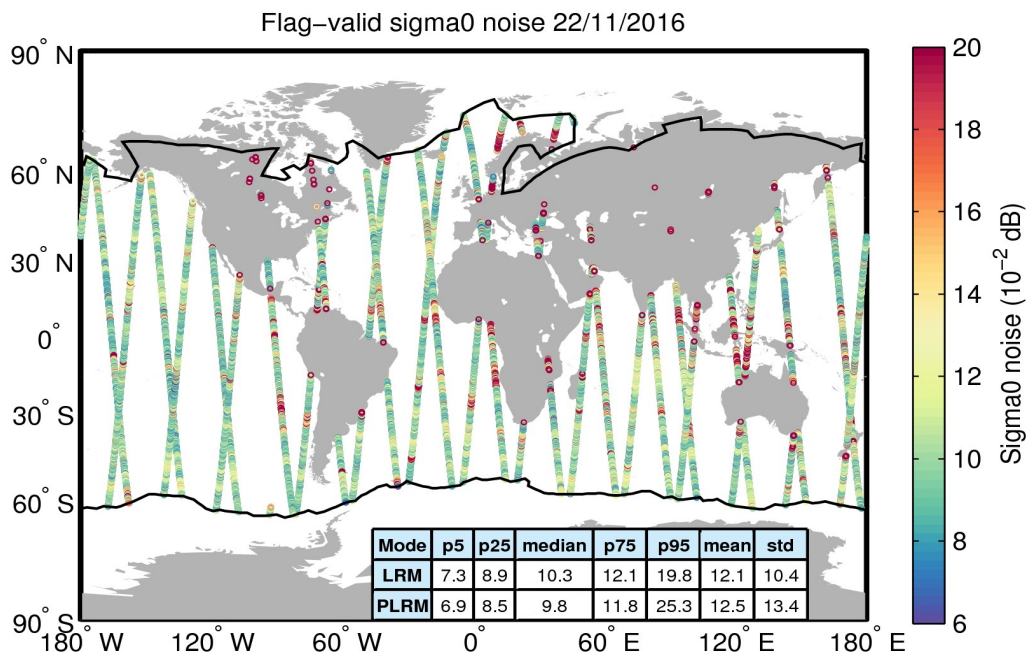 Flag−valid sigma0 noise 22/11/2016
90° N
60° N
30° N
0°
30° S
60° S
90° S
180° W 120° W 60° W 0° 60° E 120° E 180° E
Mode p5 p25 median p75 p95 mean std
LRM 7.3 8.9 10.3 12.1 19.8 12.1 10.4
PLRM 6.9 8.5 9.8 11.8 25.3 12.5 13.4
20
18
16
14
12
10
8
6
Sigma0 noise (10⁻² dB)